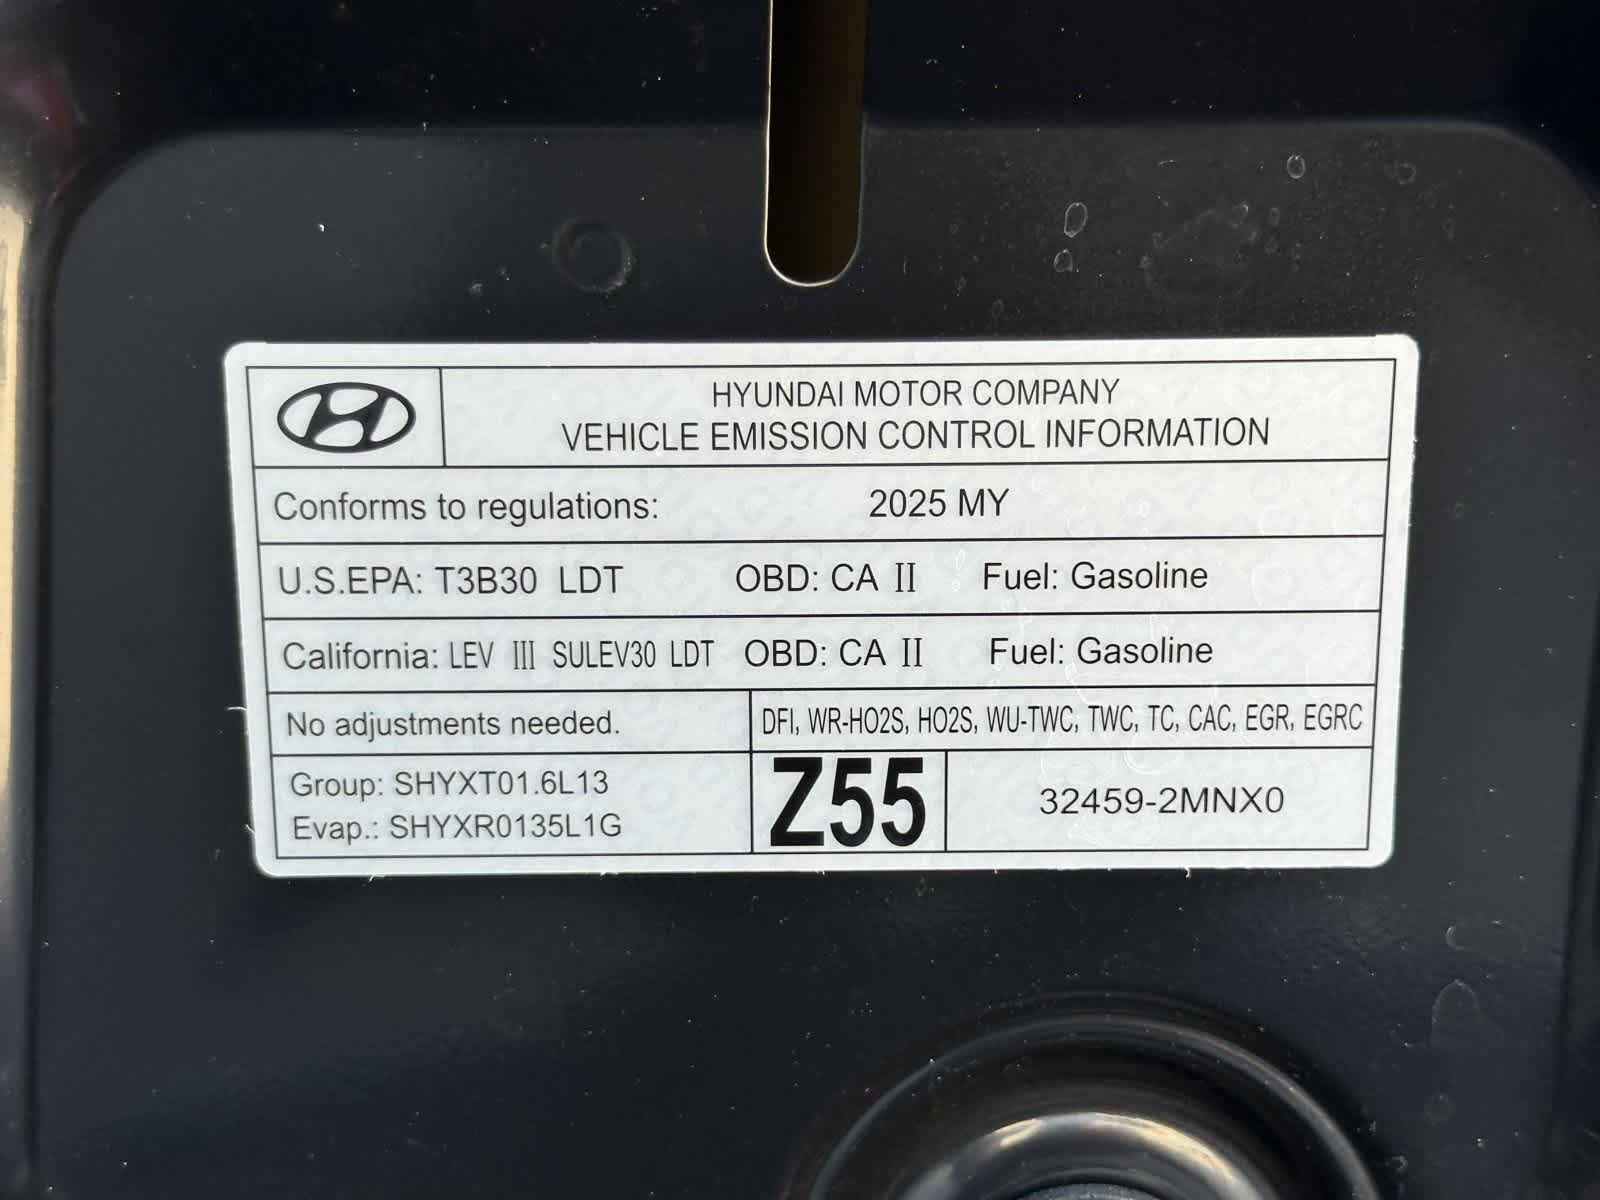 HYUNDAI MOTOR COMPANY
VEHICLE EMISSION CONTROL INFORMATION
Conforms to regulations: 2025 MY
U.S.EPA: T3B30 LDT OBD: CA II Fuel: Gasoline
California: LEV III SULEV30 LDT OBD: CA II Fuel: Gasoline
No adjustments needed. DFI, WR-HO2S, HO2S, WU-TWC, TWC, TC, CAC, EGR, EGRC
Group: SHYXT01.6L13
Evap.: SHYXR0135L1G
Z55
32459-2MNX0